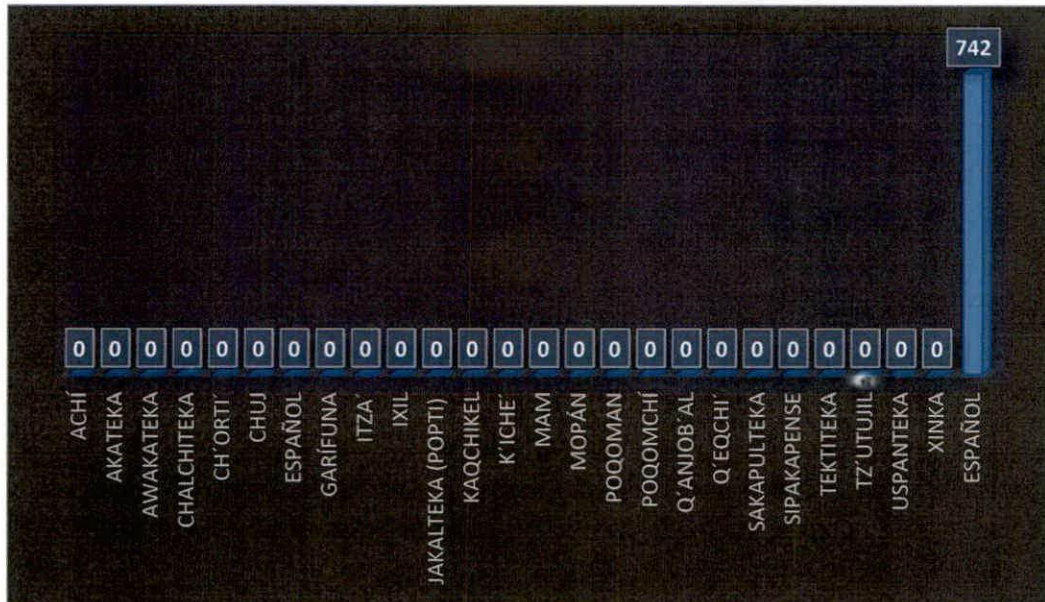 742
0 0 0 0 0 0 0 0 0 0 0 0 0 0 0 0 0 0 0 0 0 0 0 0 0
ACHÍ
AKATEKA
AWAKATEKA
CHALCHITEKA
CH´ORTI´
CHUJ
ESPAÑOL
GARÍFUNA
ITZA´
IXIL
JAKALTEKA (POPTI)
KAQCHIKEL
K´ICHE´
MAM
MOPÁN
POQOMAN
POQOMCHÍ
Q´ANJOB´AL
Q´EQCHI´
SAKAPULTEKA
SIPAKAPENSE
TEKTITEKA
TZ´UTUJIL
USPANTEKA
XINKA
ESPAÑOL